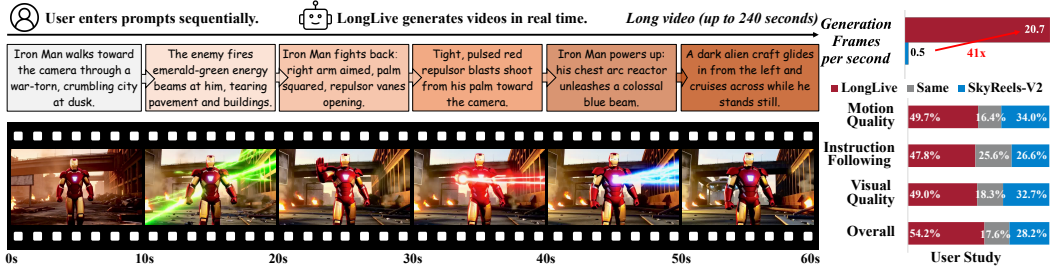 User enters prompts sequentially.
LongLive generates videos in real time.
Long video (up to 240 seconds)
Iron Man walks toward
the camera through a
war-torn, crumbling city
at dusk.
The enemy fires
emerald-green energy
beams at him, tearing
pavement and buildings.
Iron Man fights back:
right arm aimed, palm
squared, repulsor vanes
opening.
Tight, pulsed red
repulsor blasts shoot
from his palm toward
the camera.
Iron Man powers up:
his chest arc reactor
unleashes a colossal
blue beam.
A dark alien craft glides
in from the left and
cruises across while he
stands still.
0s
10s
20s
30s
40s
50s
60s
Generation
Frames
per second
20.7
0.5
41x
LongLive
Same
SkyReels-V2
Motion
Quality
49.7%
16.4%
34.0%
Instruction
Following
47.8%
25.6%
26.6%
Visual
Quality
49.0%
18.3%
32.7%
Overall
54.2%
17.6%
28.2%
User Study